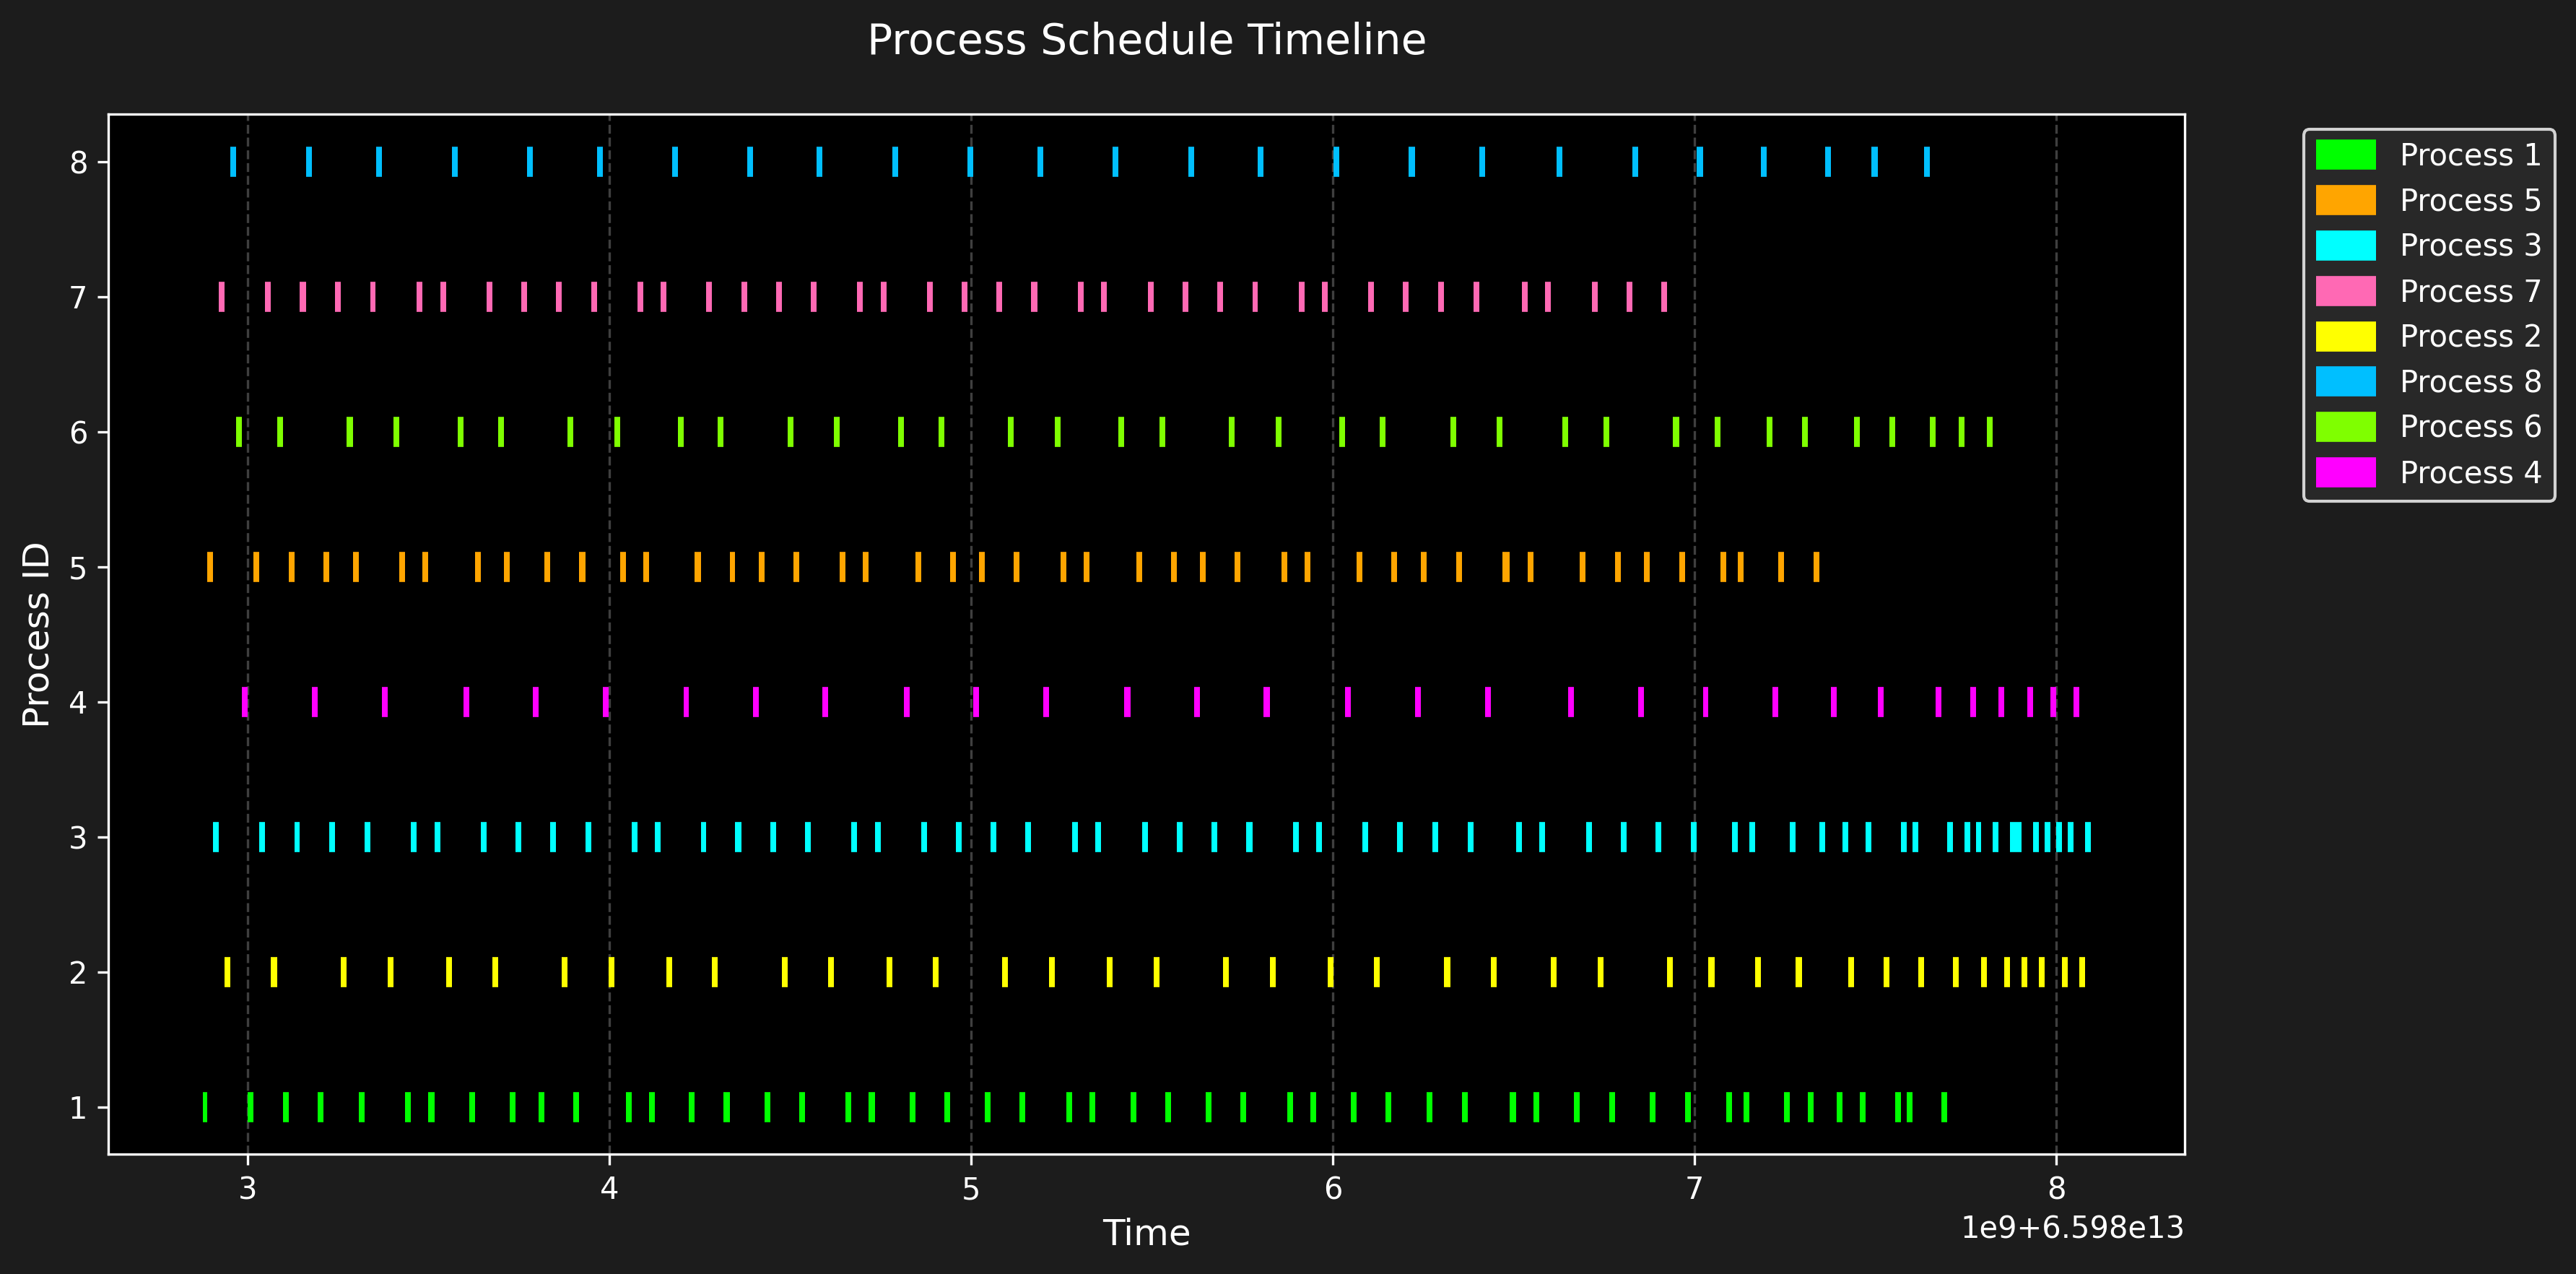 Process Schedule Timeline
Process ID
8
7
6
5
4
3
2
1
3 4 5 6 7 8
Time
1e9+6.598e13
Process 1
Process 5
Process 3
Process 7
Process 2
Process 8
Process 6
Process 4